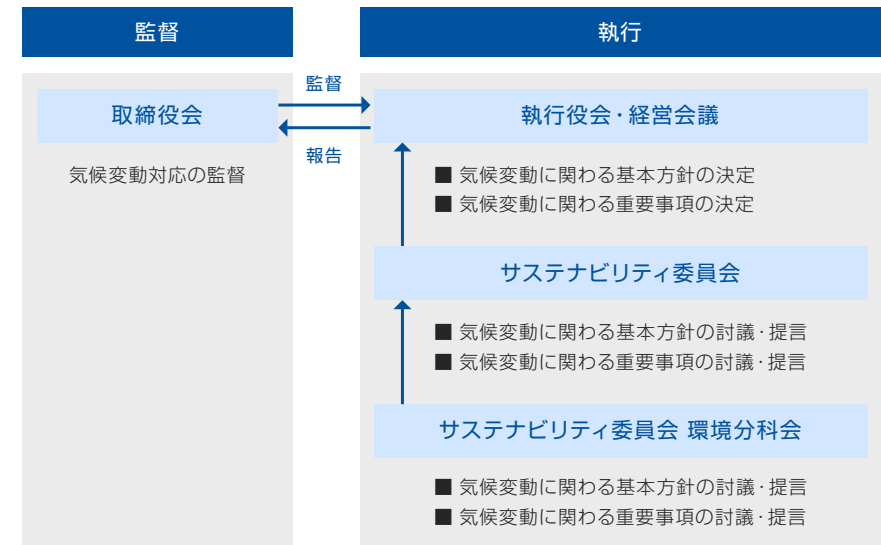 監督
執行
取締役会
気候変動対応の監督
監督
報告
執行役会・経営会議
■ 気候変動に関わる基本方針の決定
■ 気候変動に関わる重要事項の決定
サステナビリティ委員会
■ 気候変動に関わる基本方針の討議・提言
■ 気候変動に関わる重要事項の討議・提言
サステナビリティ委員会 環境分科会
■ 気候変動に関わる基本方針の討議・提言
■ 気候変動に関わる重要事項の討議・提言